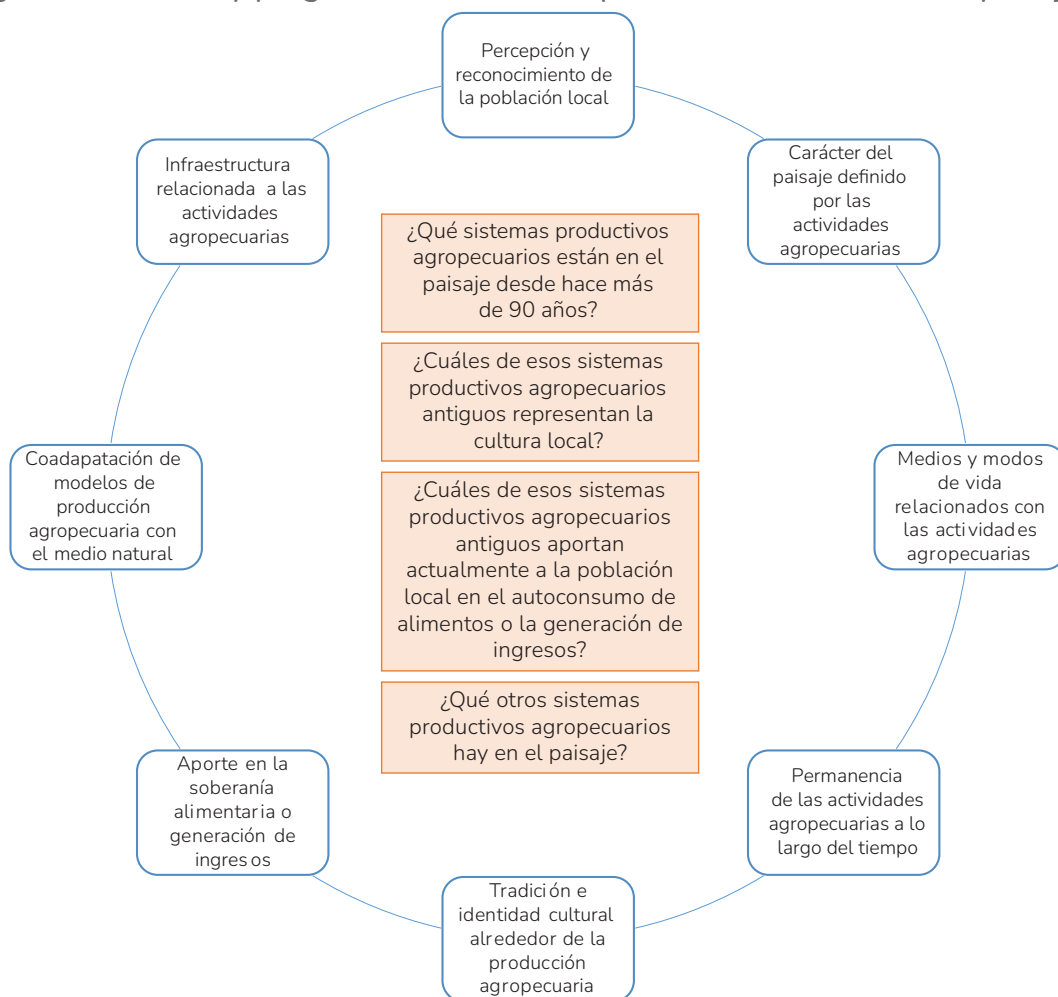 Percepción y
reconocimiento de
la población local
Infraestructura
relacionada a las
actividades
agropecuarias
Carácter del
paisaje definido
por las
actividades
agropecuarias
¿Qué sistemas productivos
agropecuarios están en el
paisaje desde hace más
de 90 años?
¿Cuáles de esos sistemas
productivos agropecuarios
antiguos representan la
cultura local?
Coadapatación de
modelos de
producción
agropecuaria con
el medio natural
Medios y modos
de vida
relacionados con
las actividades
agropecuarias
¿Cuáles de esos sistemas
productivos agropecuarios
antiguos aportan
actualmente a la población
local en el autoconsumo de
alimentos o la generación de
ingresos?
¿Qué otros sistemas
productivos agropecuarios
hay en el paisaje?
Aporte en la
soberanía
alimentaria o
generación de
ingresos
Permanencia
de las actividades
agropecuarias a lo
largo del tiempo
Tradición e
identidad cultural
alrededor de la
producción
agropecuaria